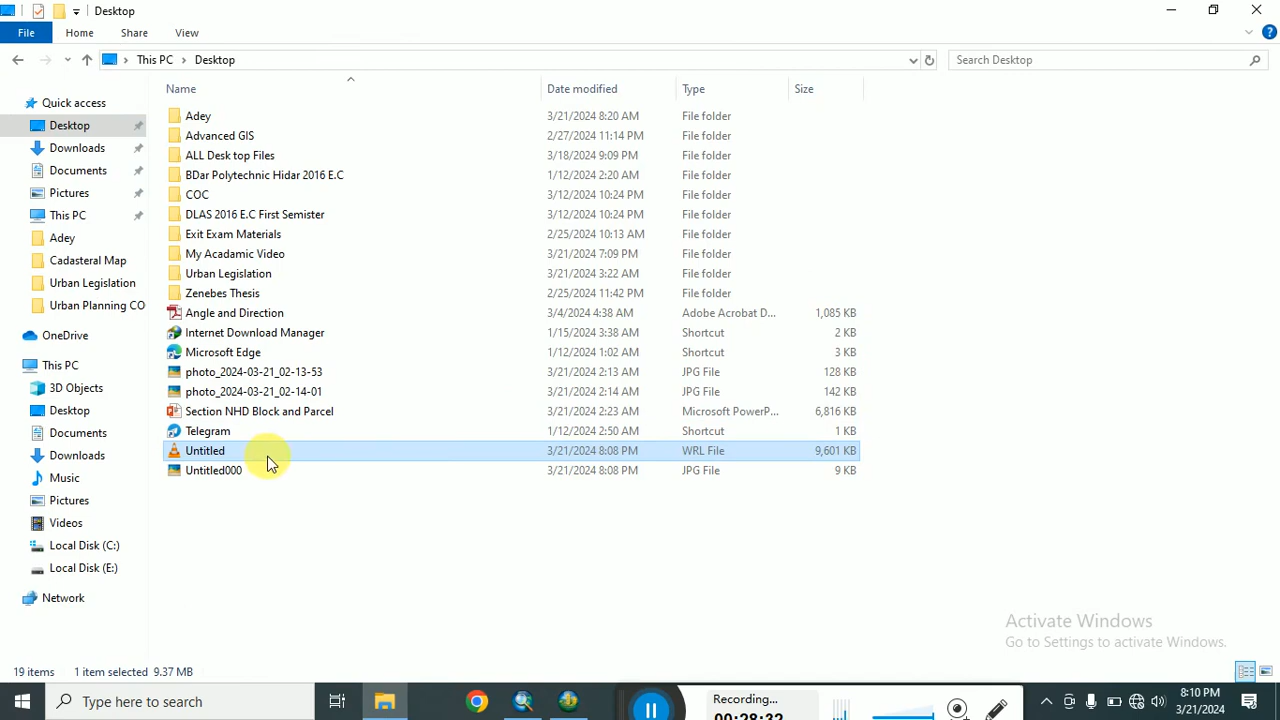 Desktop
File Home Share View
This PC Desktop Search Desktop
Name Date modified Type Size
Quick access
Desktop
Downloads
Documents
Pictures
This PC
Adey
Cadasteral Map
Urban Legislation
Urban Planning CO
OneDrive
This PC
3D Objects
Desktop
Documents
Downloads
Music
Pictures
Videos
Local Disk (C:)
Local Disk (E:)
Network
Adey 3/21/2024 8:20 AM File folder
Advanced GIS 2/27/2024 11:14 PM File folder
ALL Desk top Files 3/18/2024 9:09 PM File folder
BDar Polytechnic Hidar 2016 E.C 1/12/2024 2:20 AM File folder
COC 3/12/2024 10:24 PM File folder
DLAS 2016 E.C First Semister 3/12/2024 10:24 PM File folder
Exit Exam Materials 2/25/2024 10:13 AM File folder
My Acadamic Video 3/21/2024 7:09 PM File folder
Urban Legislation 3/21/2024 3:22 AM File folder
Zenebes Thesis 2/25/2024 11:42 PM File folder
Angle and Direction 3/4/2024 4:38 AM Adobe Acrobat D... 1,085 KB
Internet Download Manager 1/15/2024 3:38 AM Shortcut 2 KB
Microsoft Edge 1/12/2024 1:02 AM Shortcut 3 KB
photo_2024-03-21_02-13-53 3/21/2024 2:13 AM JPG File 128 KB
photo_2024-03-21_02-14-01 3/21/2024 2:14 AM JPG File 142 KB
Section NHD Block and Parcel 3/21/2024 2:23 AM Microsoft PowerP... 6,816 KB
Telegram 1/12/2024 2:50 AM Shortcut 1 KB
Untitled 3/21/2024 8:08 PM WRL File 9,601 KB
Untitled000 3/21/2024 8:08 PM JPG File 9 KB
Activate Windows
Go to Settings to activate Windows.
19 items 1 item selected 9.37 MB
Type here to search
Recording...
00:28:32
8:10 PM
3/21/2024